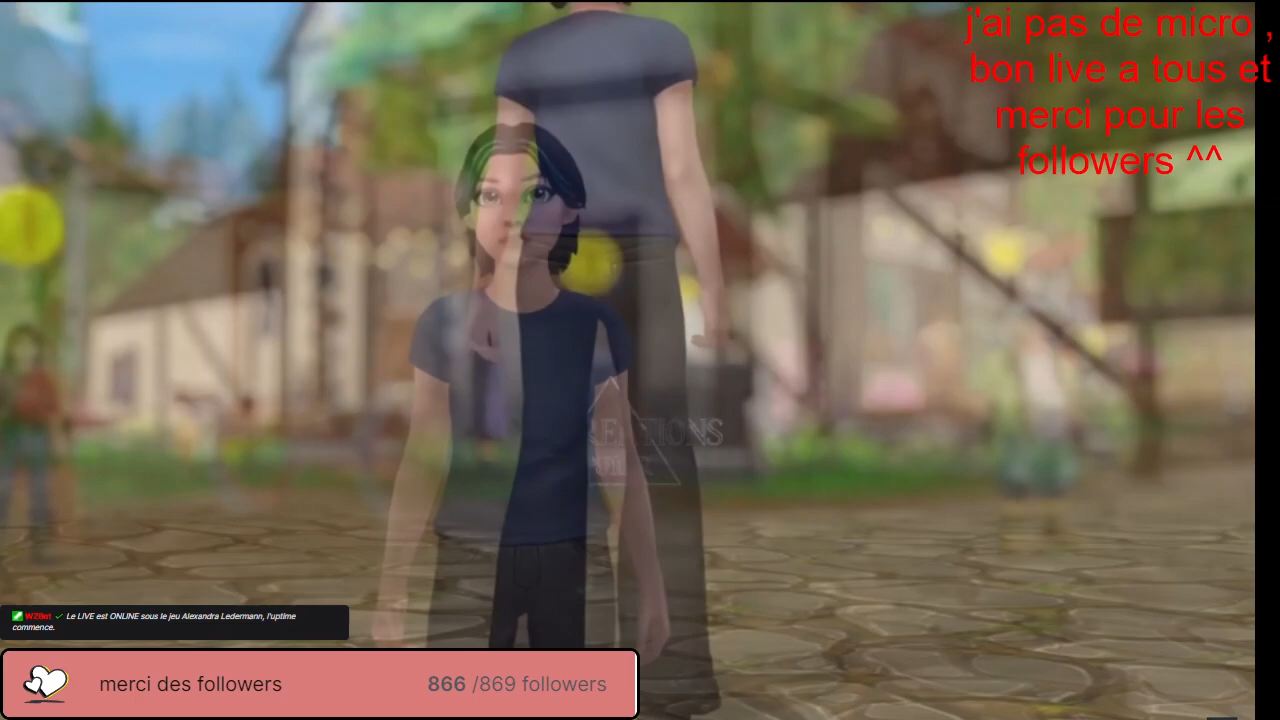 j'ai pas de micro ,
bon live a tous et
merci pour les
followers ^^
WZBot Le LIVE est ONLINE sous le jeu Alexandra Ledermann, l'uptime
commence.
merci des followers 866 /869 followers